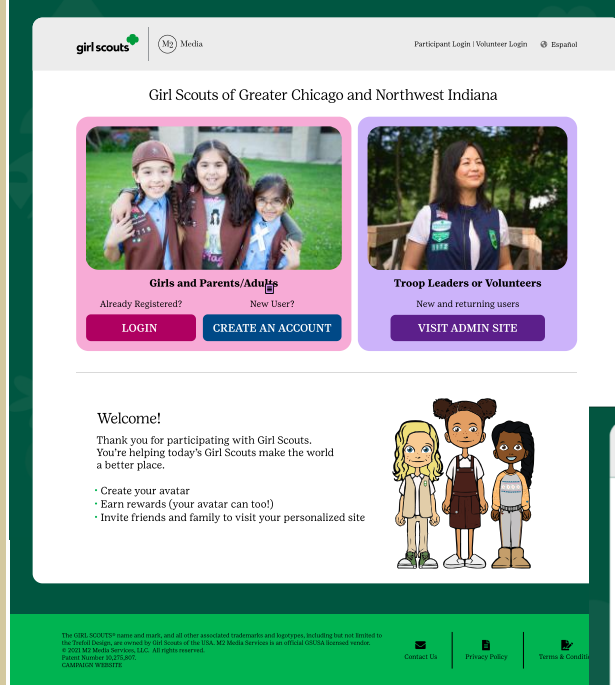 girl scouts
M2 Media
Participant Login | Volunteer Login
Español
Girl Scouts of Greater Chicago and Northwest Indiana
Girls and Parents/Adults
Already Registered?
New User?
LOGIN
CREATE AN ACCOUNT
Troop Leaders or Volunteers
New and returning users
VISIT ADMIN SITE
Welcome!
Thank you for participating with Girl Scouts.
You're helping today's Girl Scouts make the world
a better place.
· Create your avatar
· Earn rewards (your avatar can too!)
· Invite friends and family to visit your personalized site
The GIRL SCOUTS® name and mark, and all other associated trademarks and logotypes, including but not limited to
the Trefoil Design, are owned by Girl Scouts of the USA. M2 Media Services is an official GSUSA licensed vendor.
© 2021 M2 Media Services, LLC. All rights reserved.
Patent Number 10,275,607.
CAMPAIGN WEBSITE
Contact Us
Privacy Policy
Terms & Conditio